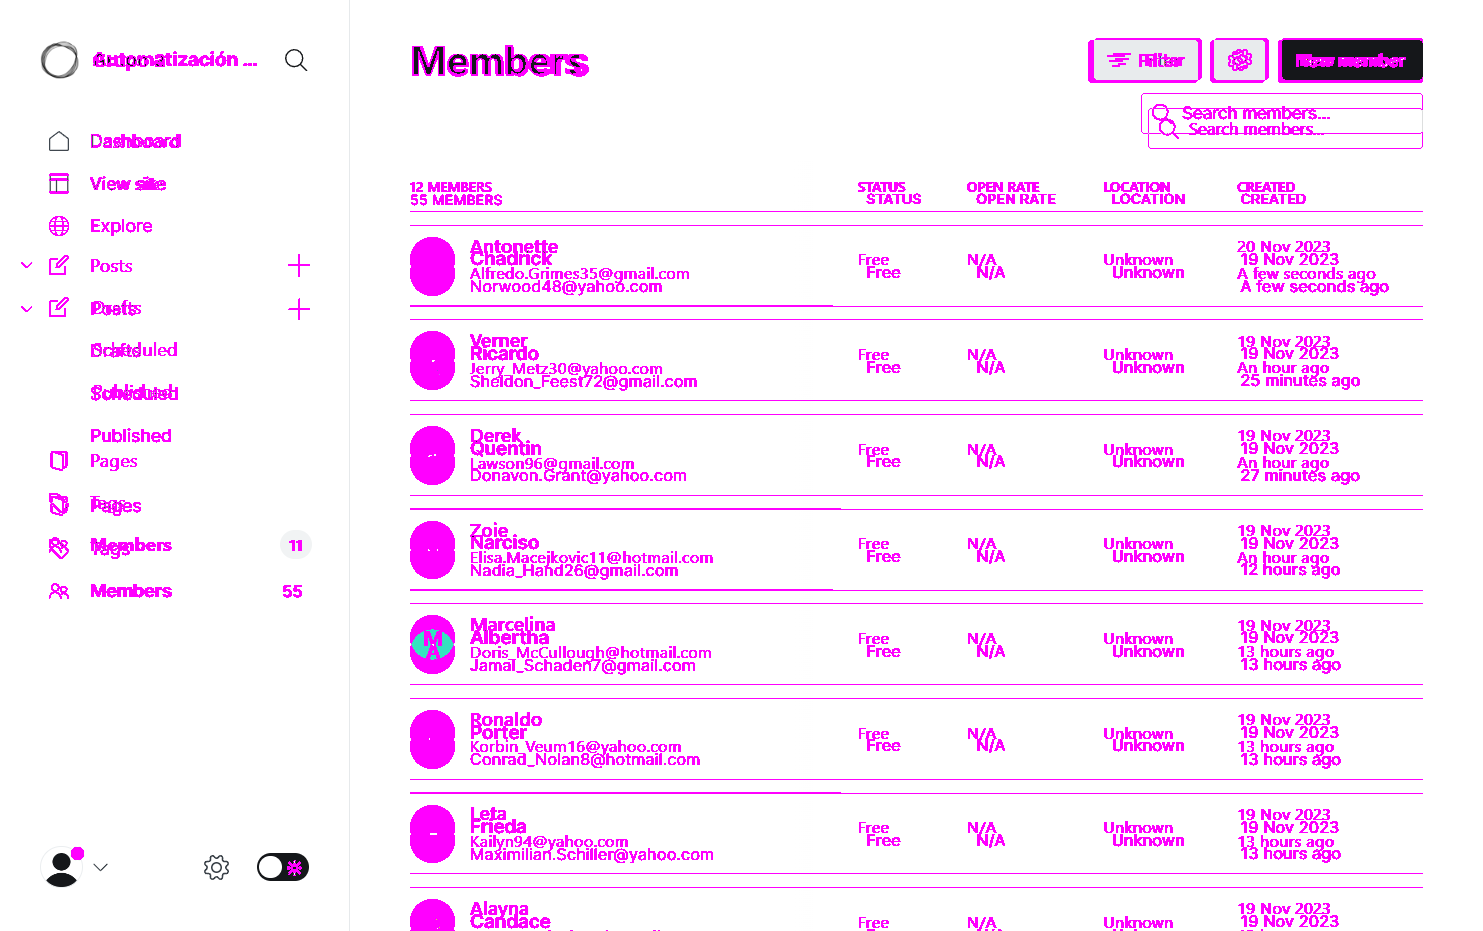 Automatización ...
Grupo 2
Dashboard
View site
Explore
Posts
Drafts
Posts
Scheduled
Drafts
Published
Scheduled
Published
Pages
Tags
Pages
Members 11
Tags
Members 55
Members
Filter
New member
Search members...
Search members...
12 MEMBERS STATUS OPEN RATE LOCATION CREATED
55 MEMBERS STATUS OPEN RATE LOCATION CREATED
Antonette 20 Nov 2023
Chadrick Free N/A Unknown 19 Nov 2023
Alfredo.Grimes35@gmail.com Free N/A Unknown A few seconds ago
Norwood48@yahoo.com A few seconds ago
Verner 19 Nov 2023
Ricardo Free N/A Unknown 19 Nov 2023
Jerry_Metz30@yahoo.com Free N/A Unknown An hour ago
Sheldon_Feest72@gmail.com 25 minutes ago
Derek 19 Nov 2023
Quentin Free N/A Unknown 19 Nov 2023
Lawson96@gmail.com Free N/A Unknown An hour ago
Donavon.Grant@yahoo.com 27 minutes ago
Zoie 19 Nov 2023
Narciso Free N/A Unknown 19 Nov 2023
Elisa.Macejkovic11@hotmail.com Free N/A Unknown An hour ago
Nadia_Hand26@gmail.com 12 hours ago
Marcelina 19 Nov 2023
M
Albertha Free N/A Unknown 19 Nov 2023
A
Doris_McCullough@hotmail.com Free N/A Unknown 13 hours ago
Jamal_Schaden7@gmail.com 13 hours ago
Ronaldo 19 Nov 2023
Porter Free N/A Unknown 19 Nov 2023
Korbin_Veum16@yahoo.com Free N/A Unknown 13 hours ago
Conrad_Nolan8@hotmail.com 13 hours ago
Leta 19 Nov 2023
Frieda Free N/A Unknown 19 Nov 2023
Kailyn94@yahoo.com Free N/A Unknown 13 hours ago
Maximilian.Schiller@yahoo.com 13 hours ago
Alayna 19 Nov 2023
Candace Free N/A Unknown 19 Nov 2023